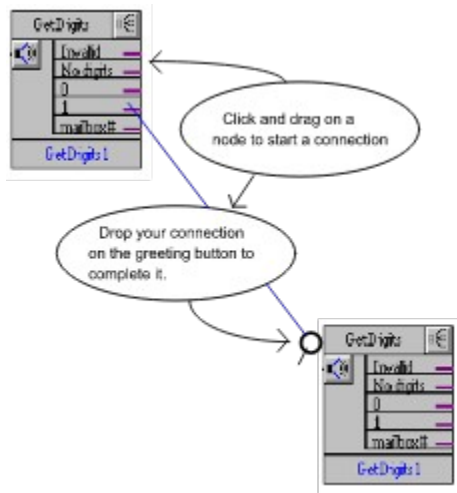 GetDigits
Invalid
No digits
0
1
mailbox#
GetDigits1
Click and drag on a
node to start a connection
Drop your connection
on the greeting button to
complete it.
GetDigits
Invalid
No digits
0
1
mailbox#
GetDigits1